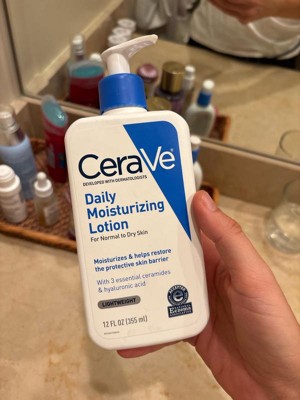 CeraVe
DEVELOPED WITH DERMATOLOGISTS
Daily
Moisturizing
Lotion
For Normal to Dry Skin
Moisturizes & helps restore
the protective skin barrier
With 3 essential ceramides
& hyaluronic acid
LIGHTWEIGHT
12 FL OZ (355 ml)